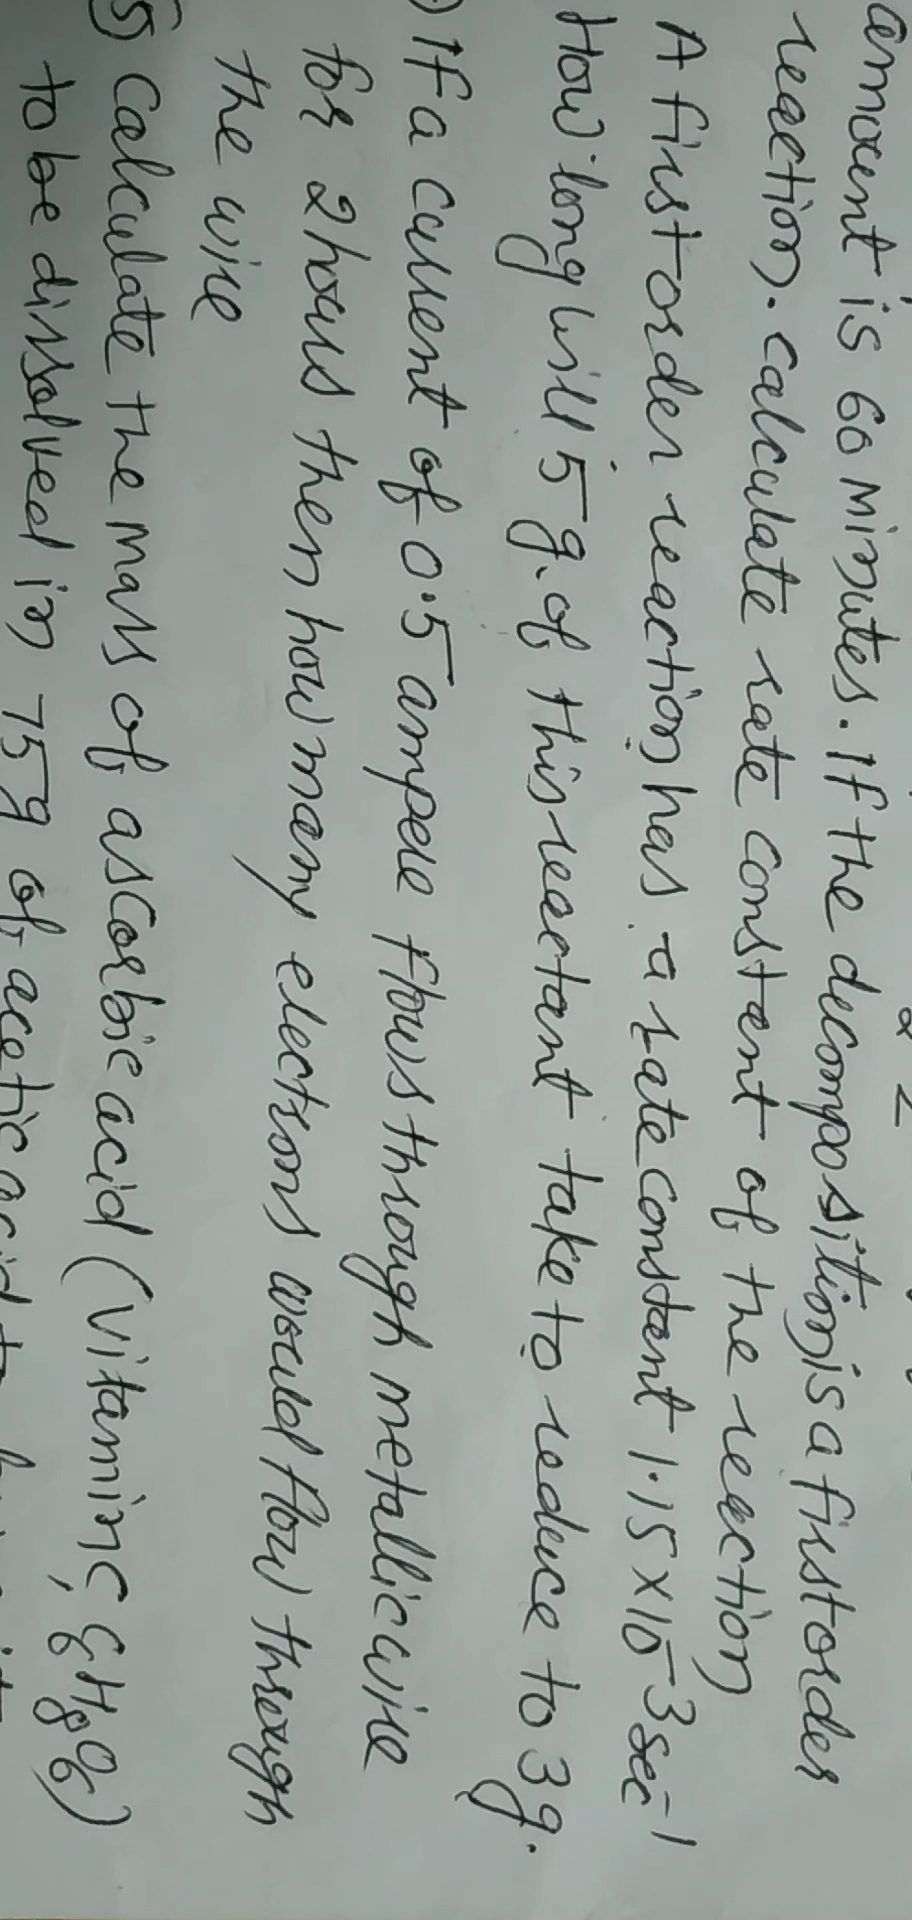 amount is 60 Minutes. If the decomposition is a first order
reaction. calculate rate constant of the reaction
A first order reaction has a rate constant 1.15 × 10⁻³ sec⁻¹
How long will 5 g. of this reactant take to reduce to 3 g.
) If a current of 0.5 ampere flows through metallic wire
for 2 hours then how many electrons would flow through
the wire
5) Calculate the mass of ascorbic acid (Vitamin C, C₆H₈O₆)
to be dissolved in 75 g of acetic acid to